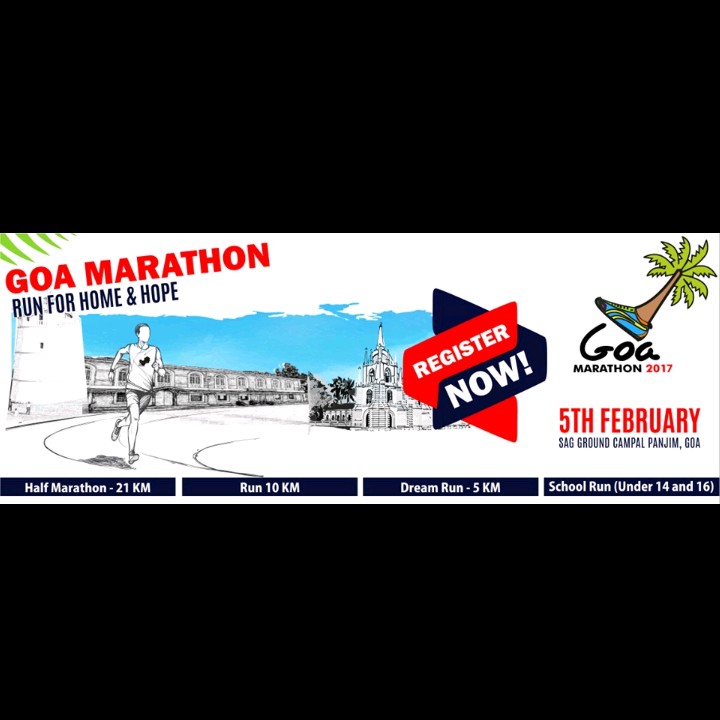 GOA MARATHON
RUN FOR HOME & HOPE
REGISTER
NOW!
Goa
MARATHON 2017
5TH FEBRUARY
SAG GROUND CAMPAL PANJIM, GOA
Half Marathon - 21 KM
Run 10 KM
Dream Run - 5 KM
School Run (Under 14 and 16)